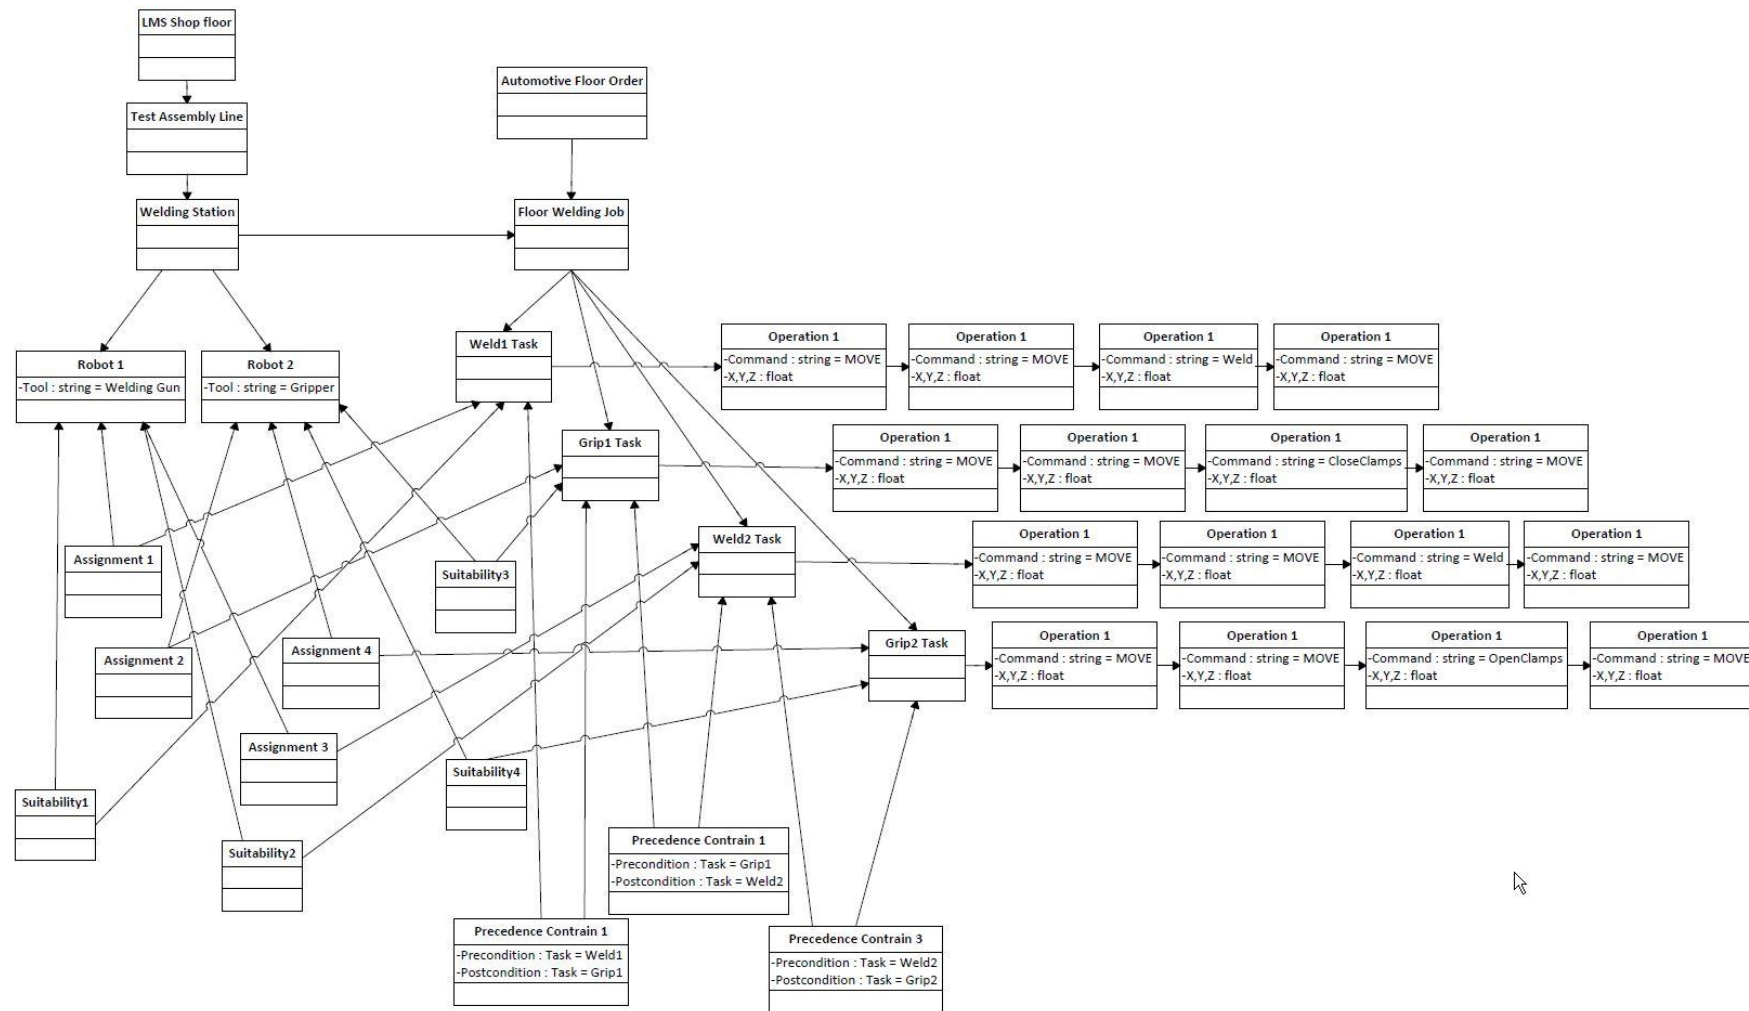 LMS Shop floor
Automotive Floor Order
Test Assembly Line
Welding Station
Floor Welding Job
Robot 1
-Tool : string = Welding Gun
Robot 2
-Tool : string = Gripper
Weld1 Task
Operation 1
-Command : string = MOVE
-X,Y,Z : float
Operation 1
-Command : string = MOVE
-X,Y,Z : float
Operation 1
-Command : string = Weld
-X,Y,Z : float
Operation 1
-Command : string = MOVE
-X,Y,Z : float
Grip1 Task
Operation 1
-Command : string = MOVE
-X,Y,Z : float
Operation 1
-Command : string = MOVE
-X,Y,Z : float
Operation 1
-Command : string = CloseClamps
-X,Y,Z : float
Operation 1
-Command : string = MOVE
-X,Y,Z : float
Weld2 Task
Operation 1
-Command : string = MOVE
-X,Y,Z : float
Operation 1
-Command : string = MOVE
-X,Y,Z : float
Operation 1
-Command : string = Weld
-X,Y,Z : float
Operation 1
-Command : string = MOVE
-X,Y,Z : float
Grip2 Task
Operation 1
-Command : string = MOVE
-X,Y,Z : float
Operation 1
-Command : string = MOVE
-X,Y,Z : float
Operation 1
-Command : string = OpenClamps
-X,Y,Z : float
Operation 1
-Command : string = MOVE
-X,Y,Z : float
Assignment 1
Suitability3
Assignment 2
Assignment 4
Assignment 3
Suitability4
Suitability1
Suitability2
Precedence Contrain 1
-Precondition : Task = Grip1
-Postcondition : Task = Weld2
Precedence Contrain 1
-Precondition : Task = Weld1
-Postcondition : Task = Grip1
Precedence Contrain 3
-Precondition : Task = Weld2
-Postcondition : Task = Grip2